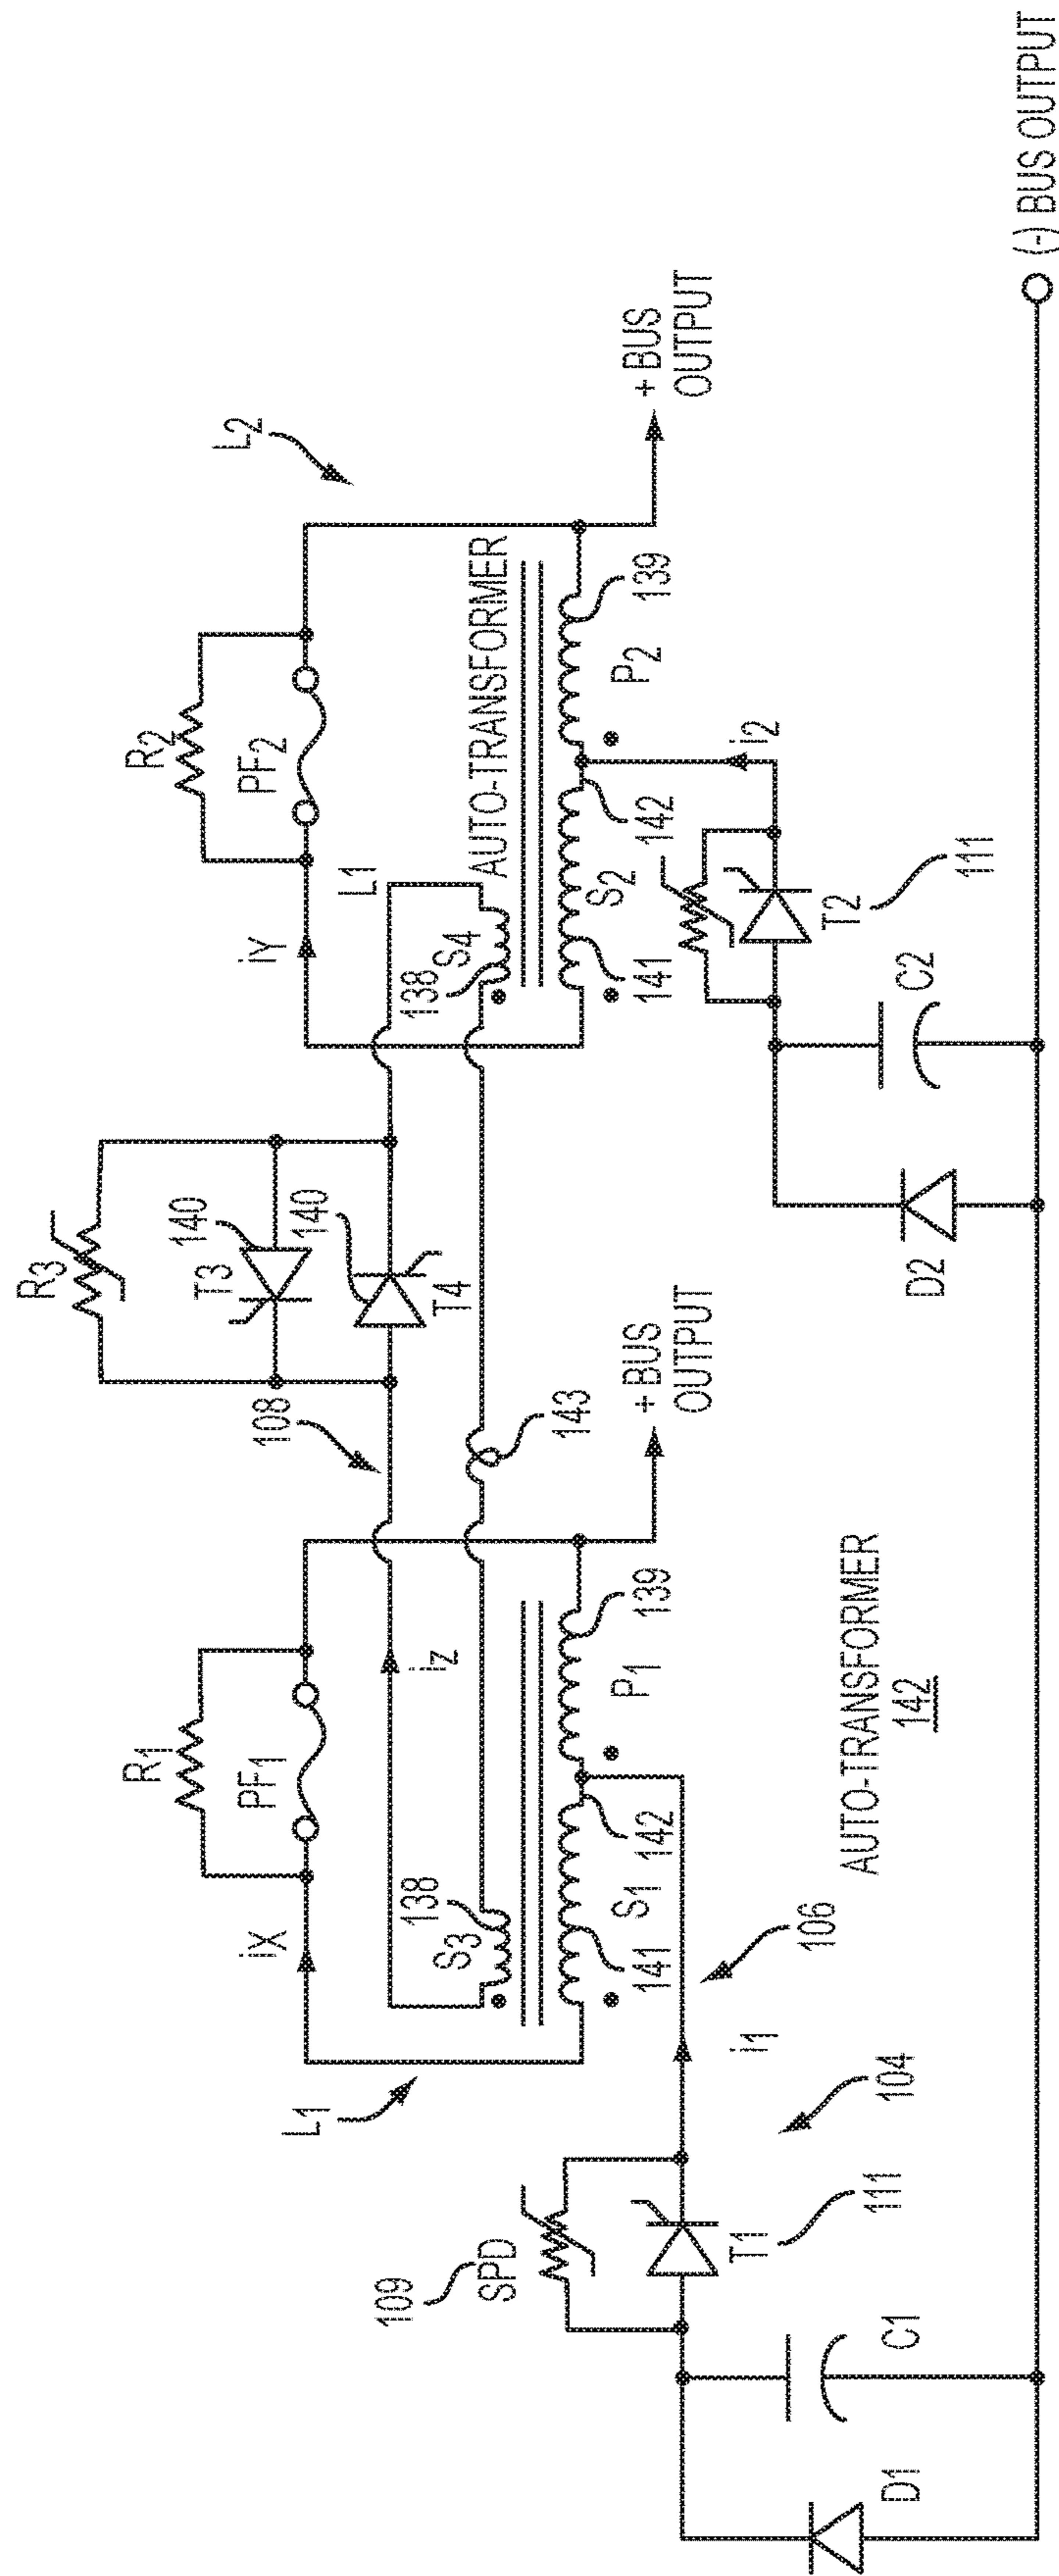 R1
PF1
iX
L1
S3
138
iZ
108
S1
141
142
P1
139
+ BUS
OUTPUT
143
106
i1
104
109
SPD
T1
111
C1
D1
AUTO-TRANSFORMER
142
R3
140
T3
140
T4
R2
PF2
iY
L2
L1
S4
138
AUTO-TRANSFORMER
S2
141
142
P2
139
+ BUS
OUTPUT
i2
T2
111
C2
D2
(-) BUS OUTPUT